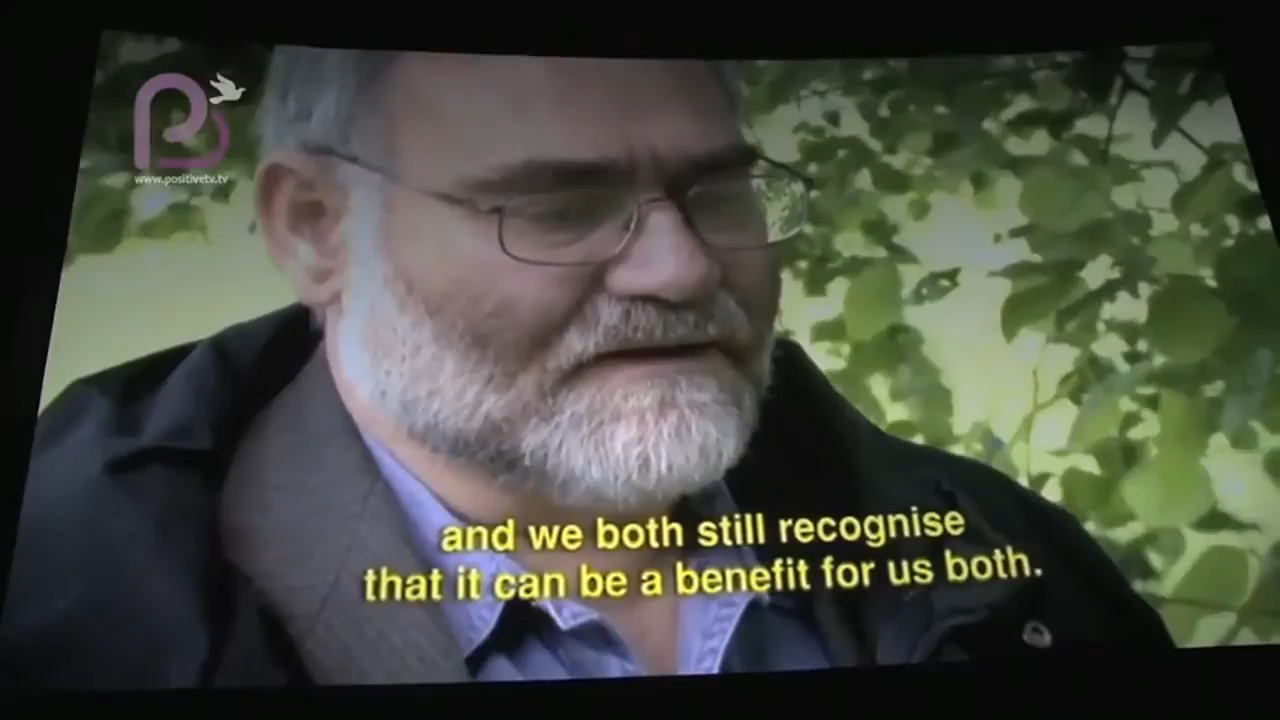 www.positivetv.tv
and we both still recognise
that it can be a benefit for us both.